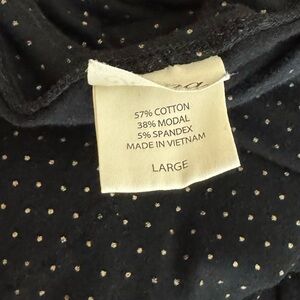 57% COTTON
38% MODAL
5% SPANDEX
MADE IN VIETNAM
LARGE